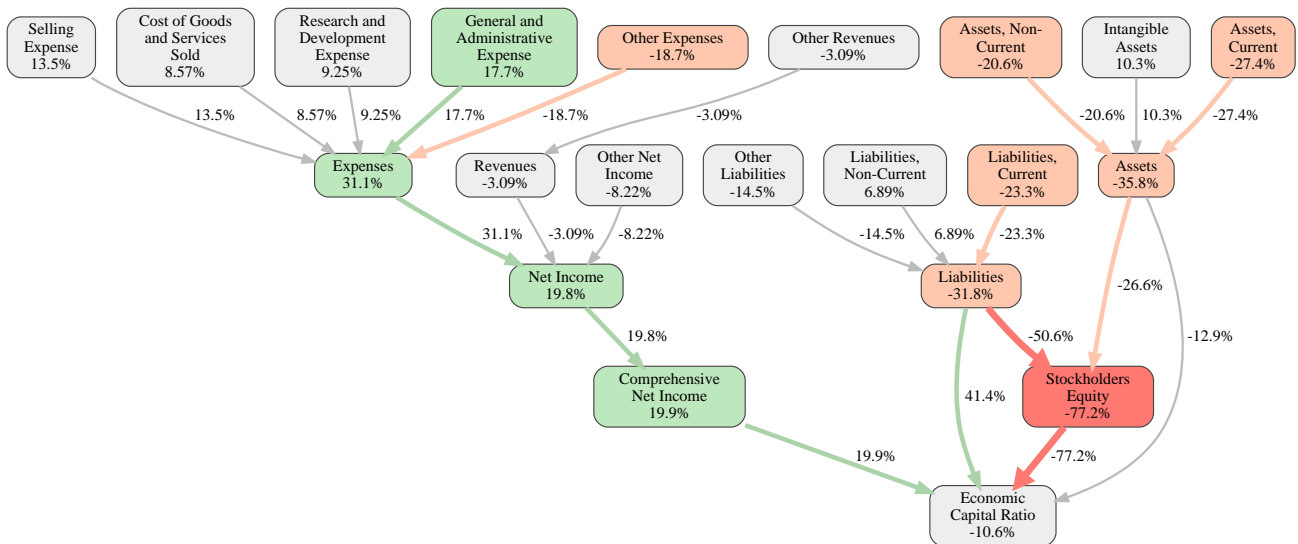 Selling
Expense
13.5%
Cost of Goods
and Services
Sold
8.57%
Research and
Development
Expense
9.25%
General and
Administrative
Expense
17.7%
Other Expenses
-18.7%
Other Revenues
-3.09%
Assets, Non-
Current
-20.6%
Intangible
Assets
10.3%
Assets,
Current
-27.4%
13.5%
8.57%
9.25%
17.7%
-18.7%
-3.09%
-20.6%
10.3%
-27.4%
Expenses
31.1%
Revenues
-3.09%
Other Net
Income
-8.22%
Other
Liabilities
-14.5%
Liabilities,
Non-Current
6.89%
Liabilities,
Current
-23.3%
Assets
-35.8%
31.1%
-3.09%
-8.22%
-14.5%
6.89%
-23.3%
-26.6%
-12.9%
Net Income
19.8%
Liabilities
-31.8%
19.8%
-50.6%
41.4%
Comprehensive
Net Income
19.9%
Stockholders
Equity
-77.2%
19.9%
-77.2%
Economic
Capital Ratio
-10.6%